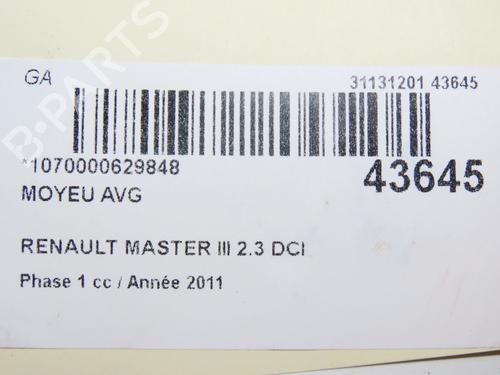 GA 31131201 43645
*1070000629848 43645
MOYEU AVG
RENAULT MASTER III 2.3 DCI
Phase 1 cc / Année 2011
B-PARTS